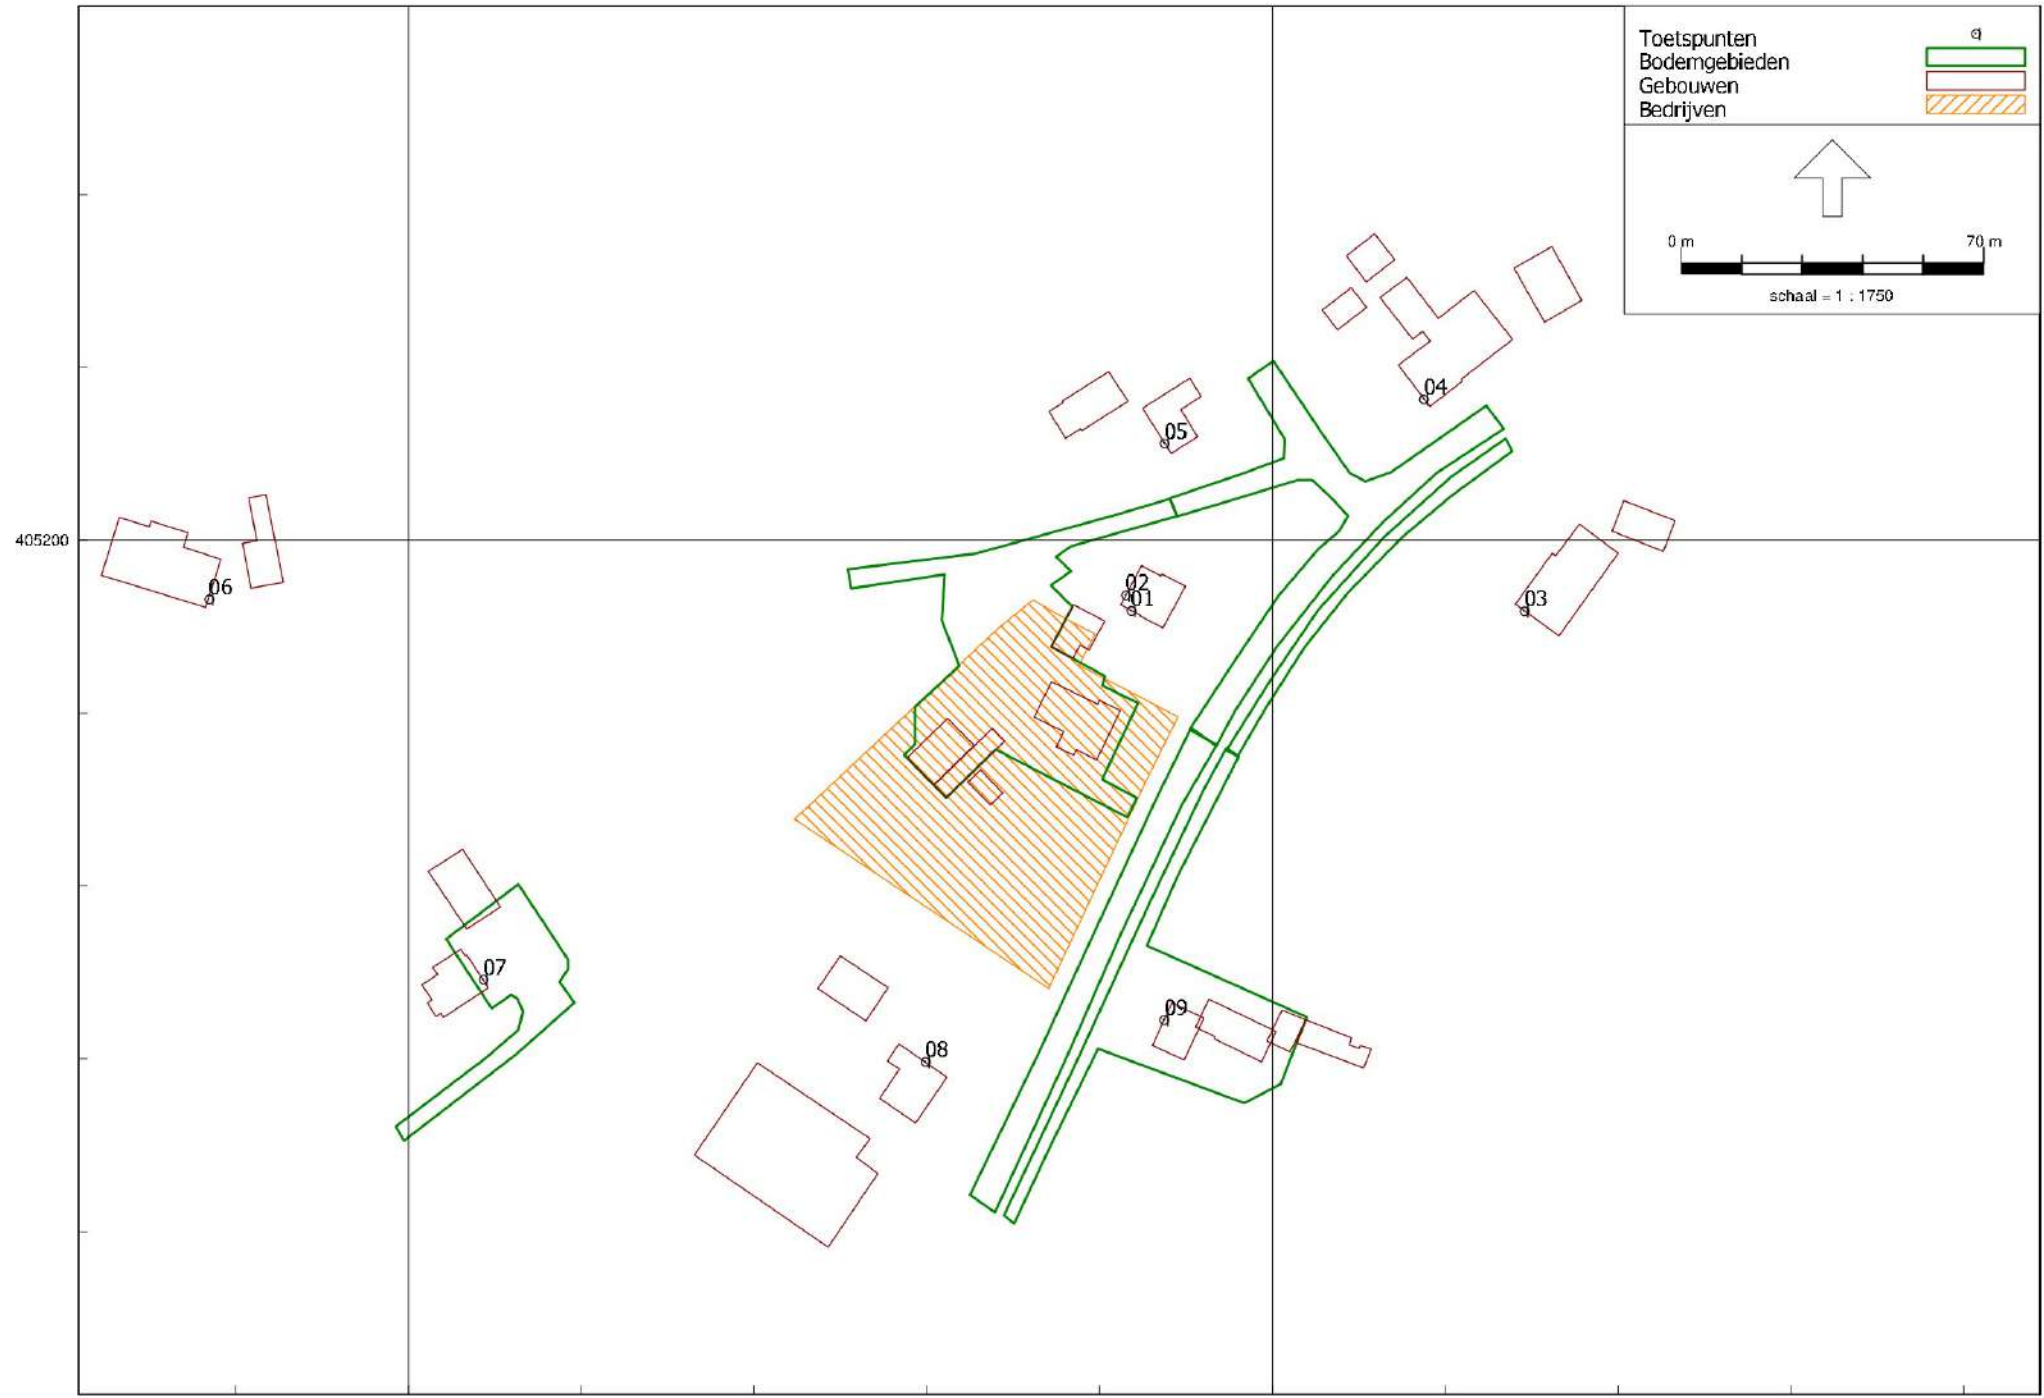 Toetspunten
Bodemgebieden
Gebouwen
Bedrijven
0 m 70 m
schaal = 1 : 1750
04
05
405200
06
02
01
03
07
09
08